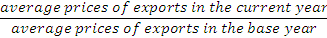 average prices of exports in the current year
average prices of exports in the base year